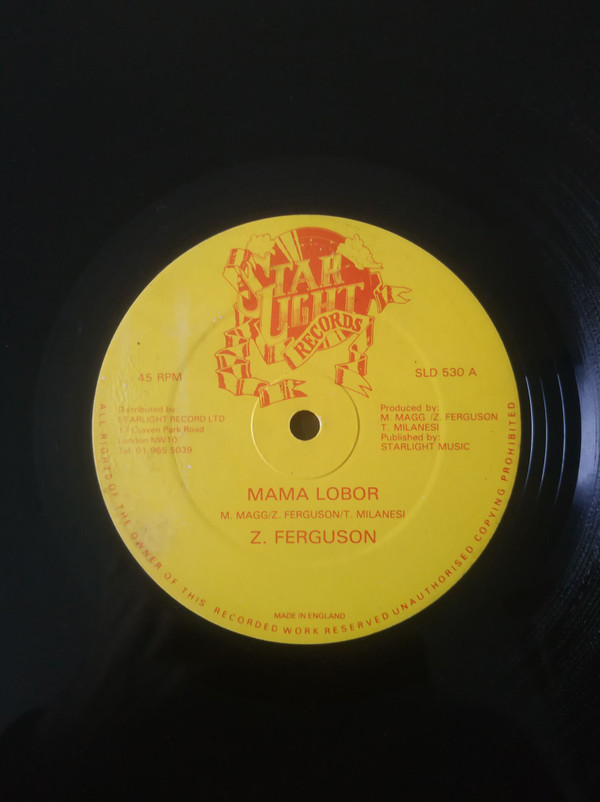 STAR
LIGHT
RECORDS
45 RPM
SLD 530 A
Distributed by:
STARLIGHT RECORD LTD
17 Craven Park Road
London NW10
Tel. 01 965 5039
Produced by:
M. MAGG /Z. FERGUSON
T. MILANESI
Published by:
STARLIGHT MUSIC
MAMA LOBOR
M. MAGG/Z. FERGUSON/T. MILANESI
Z. FERGUSON
MADE IN ENGLAND
ALL RIGHTS OF THE OWNER OF THIS RECORDED WORK RESERVED UNAUTHORISED COPYING PROHIBITED